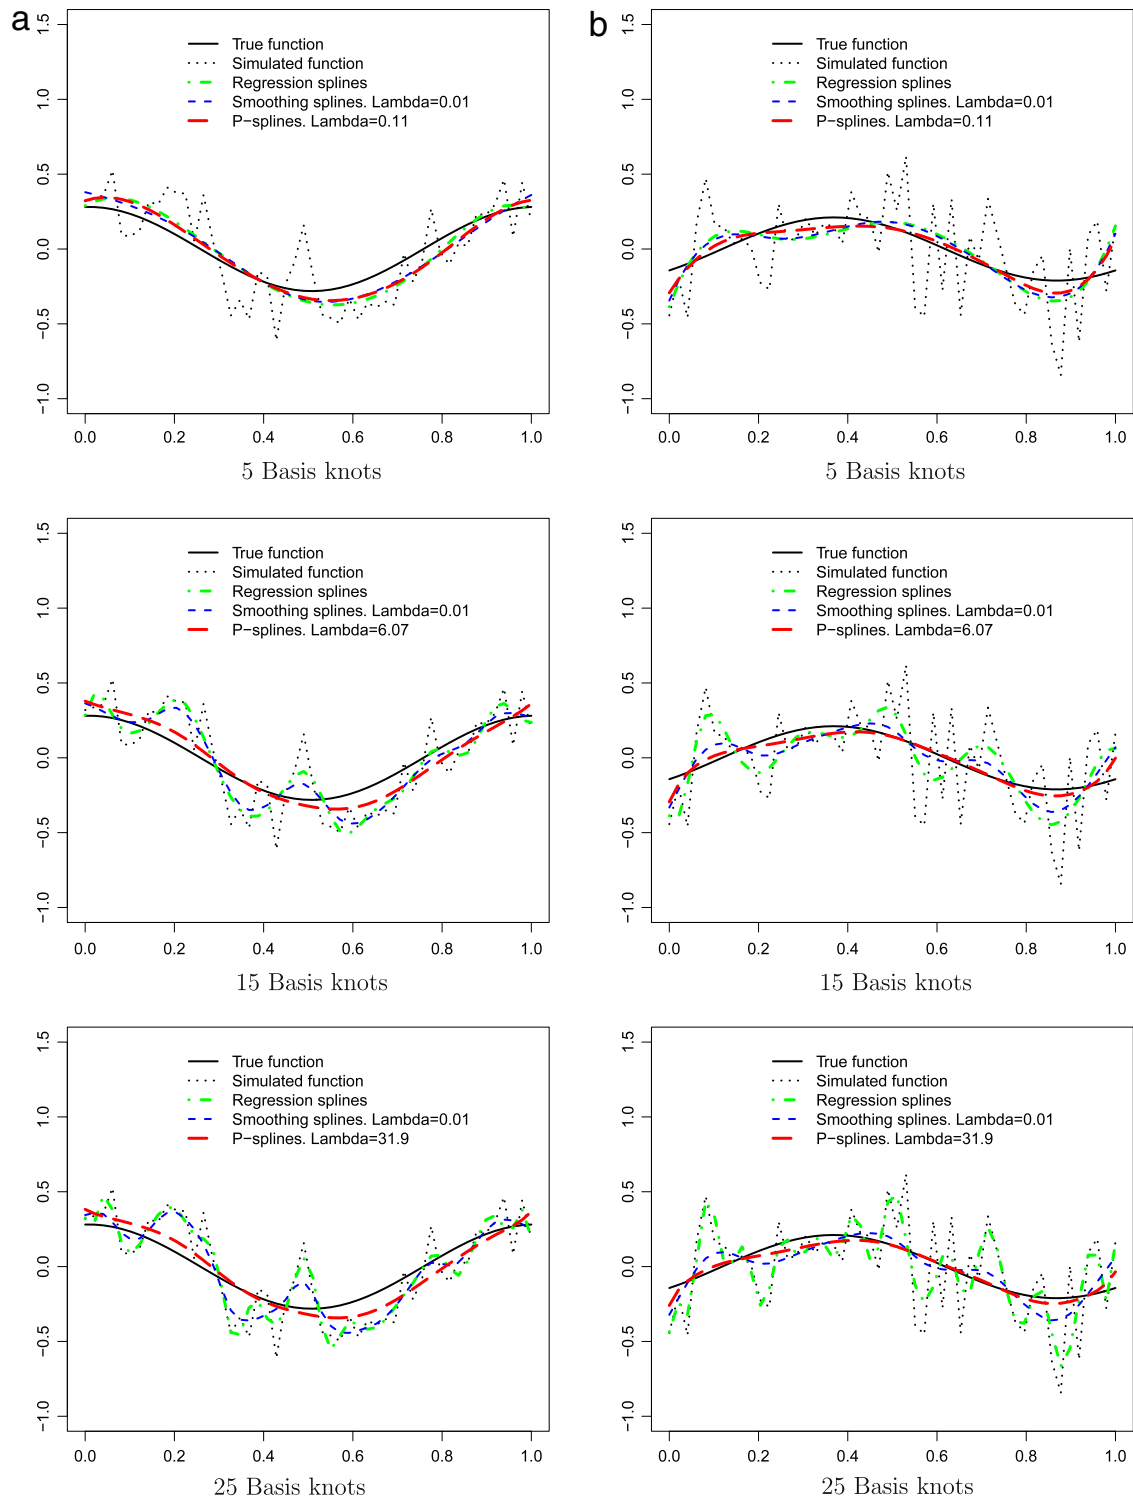 a
1.5
1.0
0.5
0.0
−0.5
−1.0
True function
Simulated function
Regression splines
Smoothing splines. Lambda=0.01
P−splines. Lambda=0.11
0.0 0.2 0.4 0.6 0.8 1.0
5 Basis knots
b
1.5
1.0
0.5
0.0
−0.5
−1.0
True function
Simulated function
Regression splines
Smoothing splines. Lambda=0.01
P−splines. Lambda=0.11
0.0 0.2 0.4 0.6 0.8 1.0
5 Basis knots
1.5
1.0
0.5
0.0
−0.5
−1.0
True function
Simulated function
Regression splines
Smoothing splines. Lambda=0.01
P−splines. Lambda=6.07
0.0 0.2 0.4 0.6 0.8 1.0
15 Basis knots
1.5
1.0
0.5
0.0
−0.5
−1.0
True function
Simulated function
Regression splines
Smoothing splines. Lambda=0.01
P−splines. Lambda=6.07
0.0 0.2 0.4 0.6 0.8 1.0
15 Basis knots
1.5
1.0
0.5
0.0
−0.5
−1.0
True function
Simulated function
Regression splines
Smoothing splines. Lambda=0.01
P−splines. Lambda=31.9
0.0 0.2 0.4 0.6 0.8 1.0
25 Basis knots
1.5
1.0
0.5
0.0
−0.5
−1.0
True function
Simulated function
Regression splines
Smoothing splines. Lambda=0.01
P−splines. Lambda=31.9
0.0 0.2 0.4 0.6 0.8 1.0
25 Basis knots